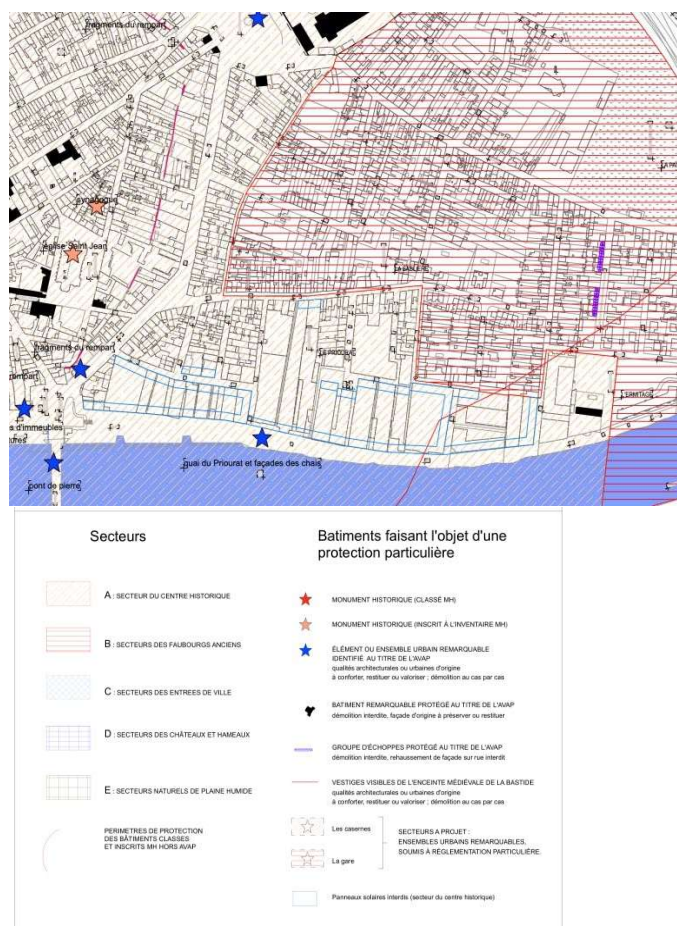 fragments du rempart
synagogue
église Saint Jean
LA SABLIÈRE
fragments du rempart
LA PRIOURAT
rempart
L'ERMITAGE
s d'immeubles
tures
quai du Priourat et façades des chais
pont de pierre
Secteurs
Batiments faisant l'objet d'une
protection particulière
A : SECTEUR DU CENTRE HISTORIQUE
B : SECTEURS DES FAUBOURGS ANCIENS
C : SECTEURS DES ENTREES DE VILLE
D : SECTEURS DES CHÂTEAUX ET HAMEAUX
E : SECTEURS NATURELS DE PLAINE HUMIDE
PERIMETRES DE PROTECTION
DES BÂTIMENTS CLASSES
ET INSCRITS MH HORS AVAP
MONUMENT HISTORIQUE (CLASSÉ MH)
MONUMENT HISTORIQUE (INSCRIT À L'INVENTAIRE MH)
ÉLÉMENT OU ENSEMBLE URBAIN REMARQUABLE
IDENTIFIÉ AU TITRE DE L'AVAP
qualités architecturales ou urbaines d'origine
à conforter, restituer ou valoriser ; démolition au cas par cas
BATIMENT REMARQUABLE PROTÉGÉ AU TITRE DE L'AVAP
démolition interdite, façade d'origine à préserver ou restituer
GROUPE D'ÉCHOPPES PROTÉGÉ AU TITRE DE L'AVAP
démolition interdite, rehaussement de façade sur rue interdit
VESTIGES VISIBLES DE L'ENCEINTE MÉDIÉVALE DE LA BASTIDE
qualités architecturales ou urbaines d'origine
à conforter, restituer ou valoriser ; démolition au cas par cas
Les casernes
La gare
SECTEURS A PROJET :
ENSEMBLES URBAINS REMARQUABLES,
SOUMIS À RÉGLEMENTATION PARTICULIÈRE.
Panneaux solaires interdits (secteur du centre historique)